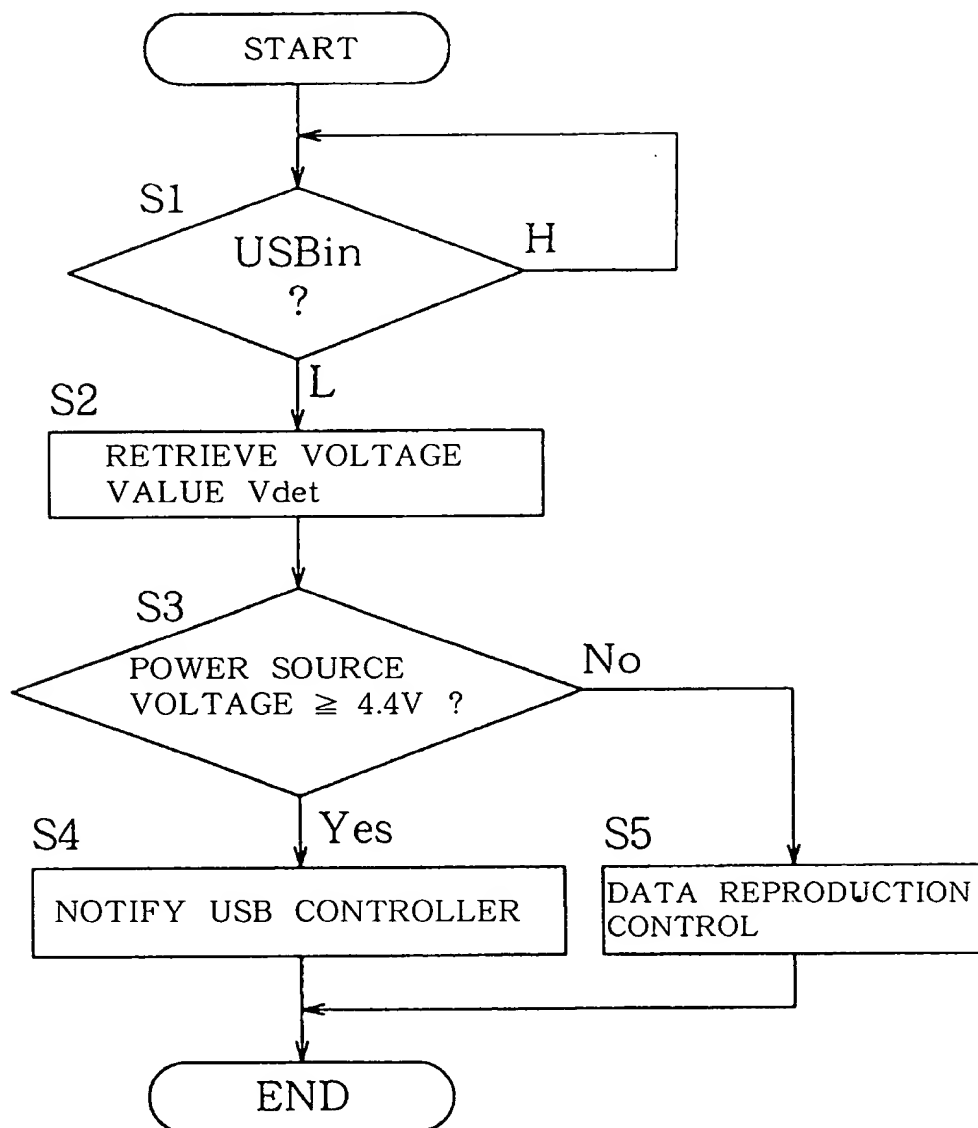 START
S1
USBin
?
H
L
S2
RETRIEVE VOLTAGE
VALUE Vdet
S3
POWER SOURCE
VOLTAGE ≧ 4.4V ?
No
Yes
S4
NOTIFY USB CONTROLLER
S5
DATA REPRODUCTION
CONTROL
END